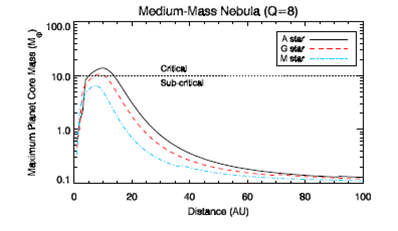 Medium-Mass Nebula (Q=8)
Maximum Planet Core Mass (M⊕)
100.0
10.0
1.0
0.1
A star
G star
M star
Critical
Sub-critical
0 20 40 60 80 100
Distance (AU)